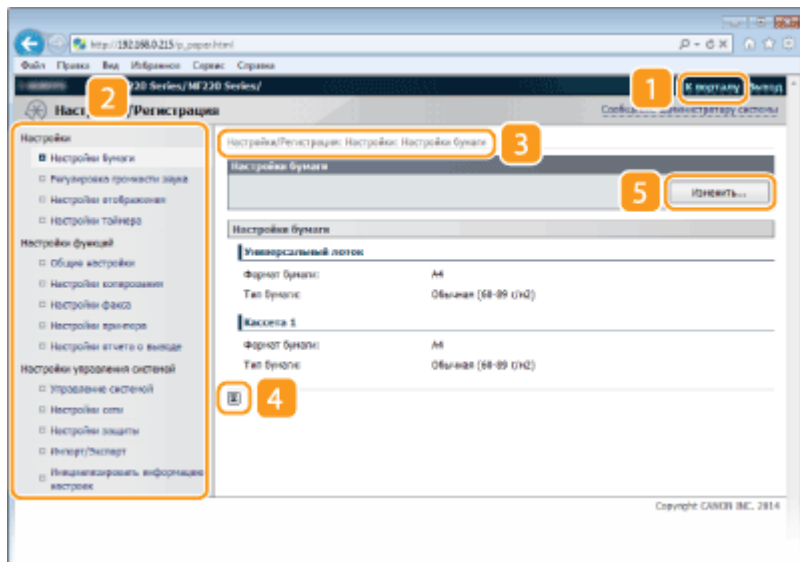 http://192.168.0.215/p_paper.html
Файл Правка Вид Избранное Сервис Справка
20 Series/MF220 Series/
1
К порталу
Выход
2
/Регистрация
системы
Настройки
Настройки бумаги
Регулировка громкости звука
Настройки отображения
Настройки таймера
Настройки функций
Общие настройки
Настройки копирования
Настройки факса
Настройки принтера
Настройки отчета о выводе
Настройки управления системой
Управление системой
Настройки сети
Настройки защиты
Импорт/Экспорт
Инициализировать информацию
настроек
Настройки/Регистрация: Настройки: Настройки бумаги
3
Настройки бумаги
5
Изменить...
Настройки бумаги
Универсальный лоток
Формат бумаги: A4
Тип бумаги: Обычная (60-89 г/м2)
Кассета 1
Формат бумаги: A4
Тип бумаги: Обычная (60-89 г/м2)
4
Copyright CANON INC. 2014